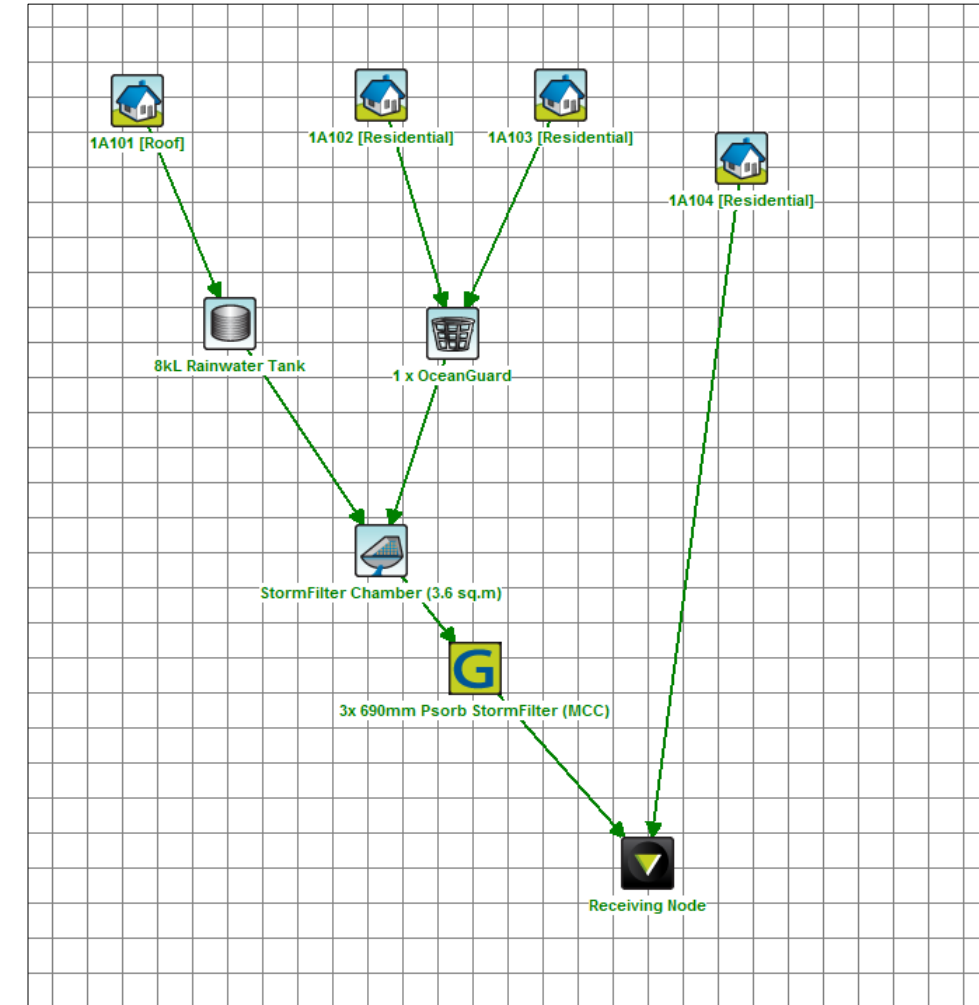 1A101 [Roof]
1A102 [Residential]
1A103 [Residential]
1A104 [Residential]
8kL Rainwater Tank
1 x OceanGuard
StormFilter Chamber (3.6 sq.m)
G
3x 690mm Psorb StormFilter (MCC)
Receiving Node